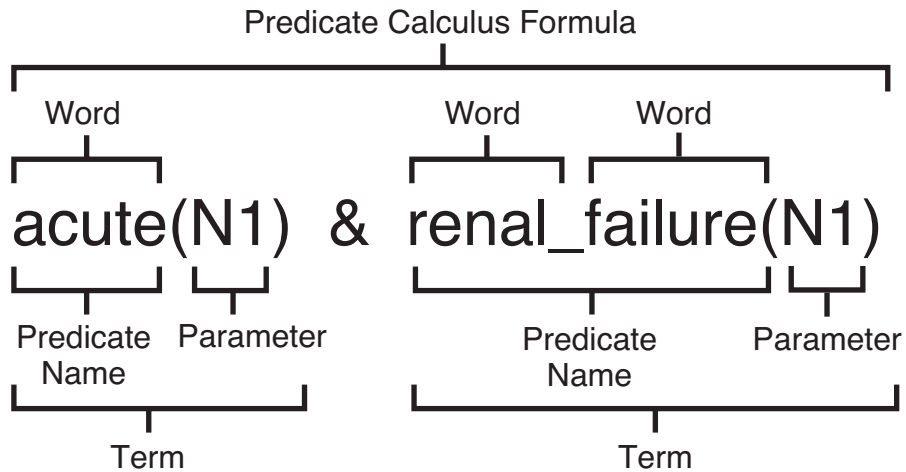 Predicate Calculus Formula
Word Word Word
acute(N1) & renal_failure(N1)
Predicate Name Parameter Predicate Name Parameter
Term Term